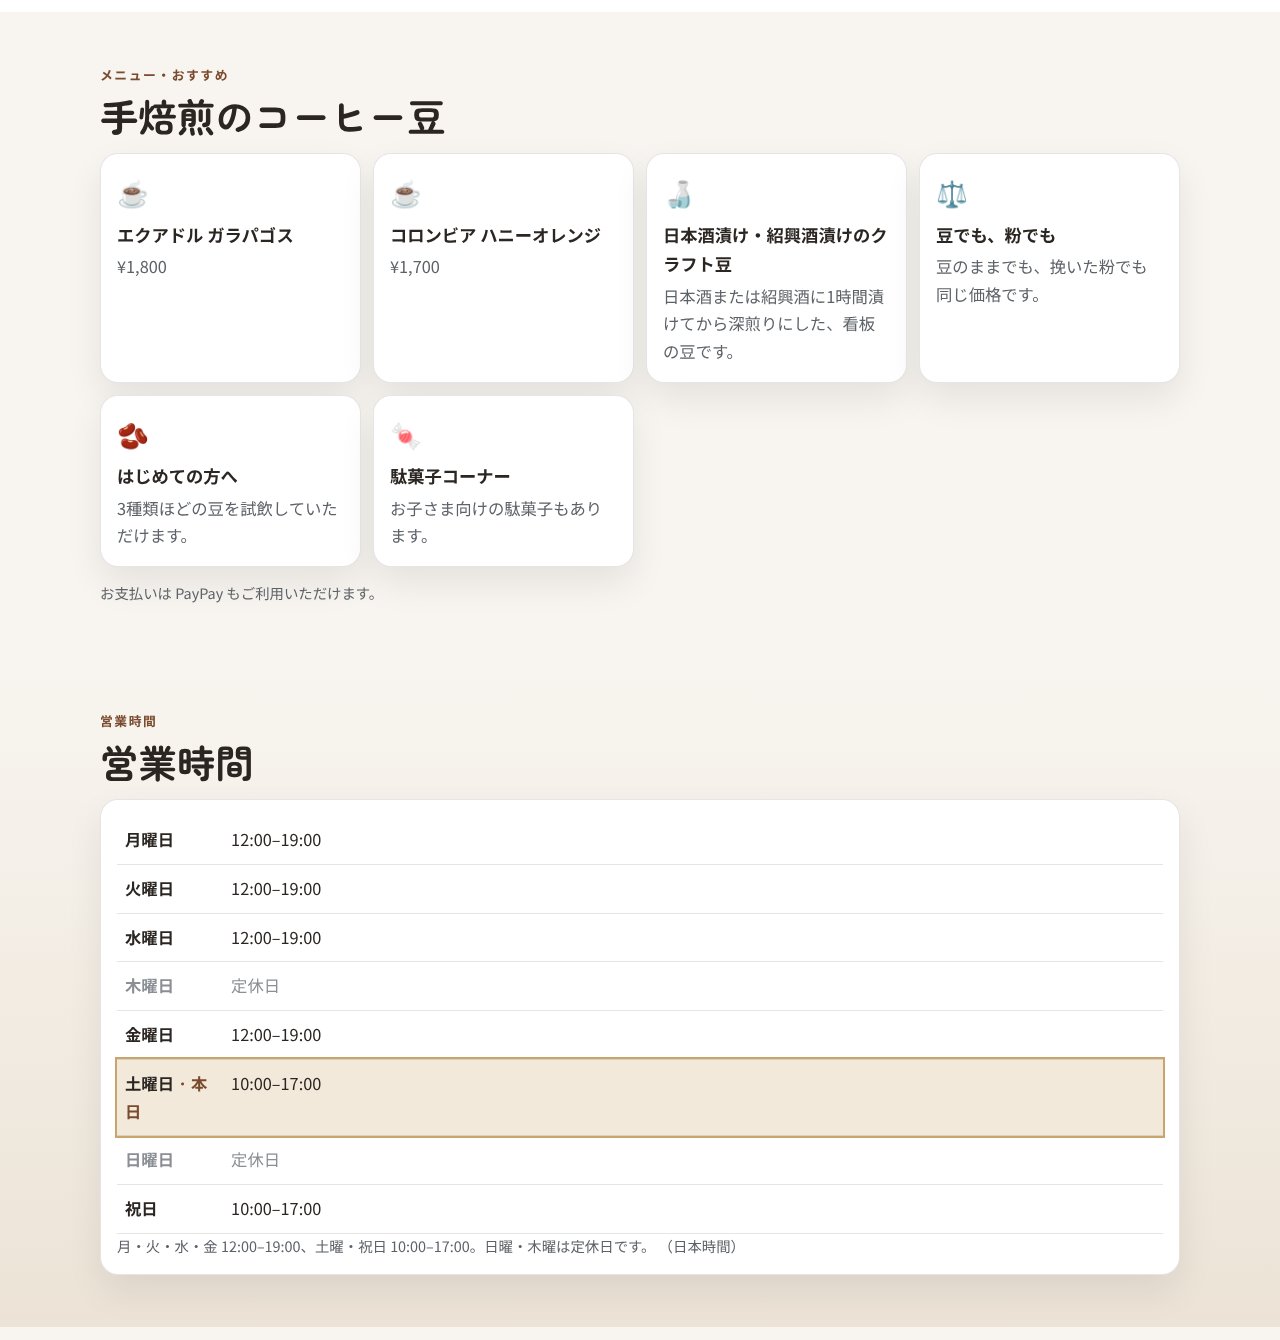 メニュー・おすすめ
手焙煎のコーヒー豆
エクアドル ガラパゴス
¥1,800
コロンビア ハニーオレンジ
¥1,700
日本酒漬け・紹興酒漬けのク
ラフト豆
日本酒または紹興酒に1時間漬
けてから深煎りにした、看板
の豆です。
豆でも、粉でも
豆のままでも、挽いた粉でも
同じ価格です。
はじめての方へ
3種類ほどの豆を試飲していた
だけます。
駄菓子コーナー
お子さま向けの駄菓子もあり
ます。
お支払いは PayPay もご利用いただけます。
営業時間
営業時間
月曜日 12:00–19:00
火曜日 12:00–19:00
水曜日 12:00–19:00
木曜日 定休日
金曜日 12:00–19:00
土曜日・本 10:00–17:00
日
日曜日 定休日
祝日 10:00–17:00
月・火・水・金 12:00–19:00、土曜・祝日 10:00–17:00。日曜・木曜は定休日です。 （日本時間）